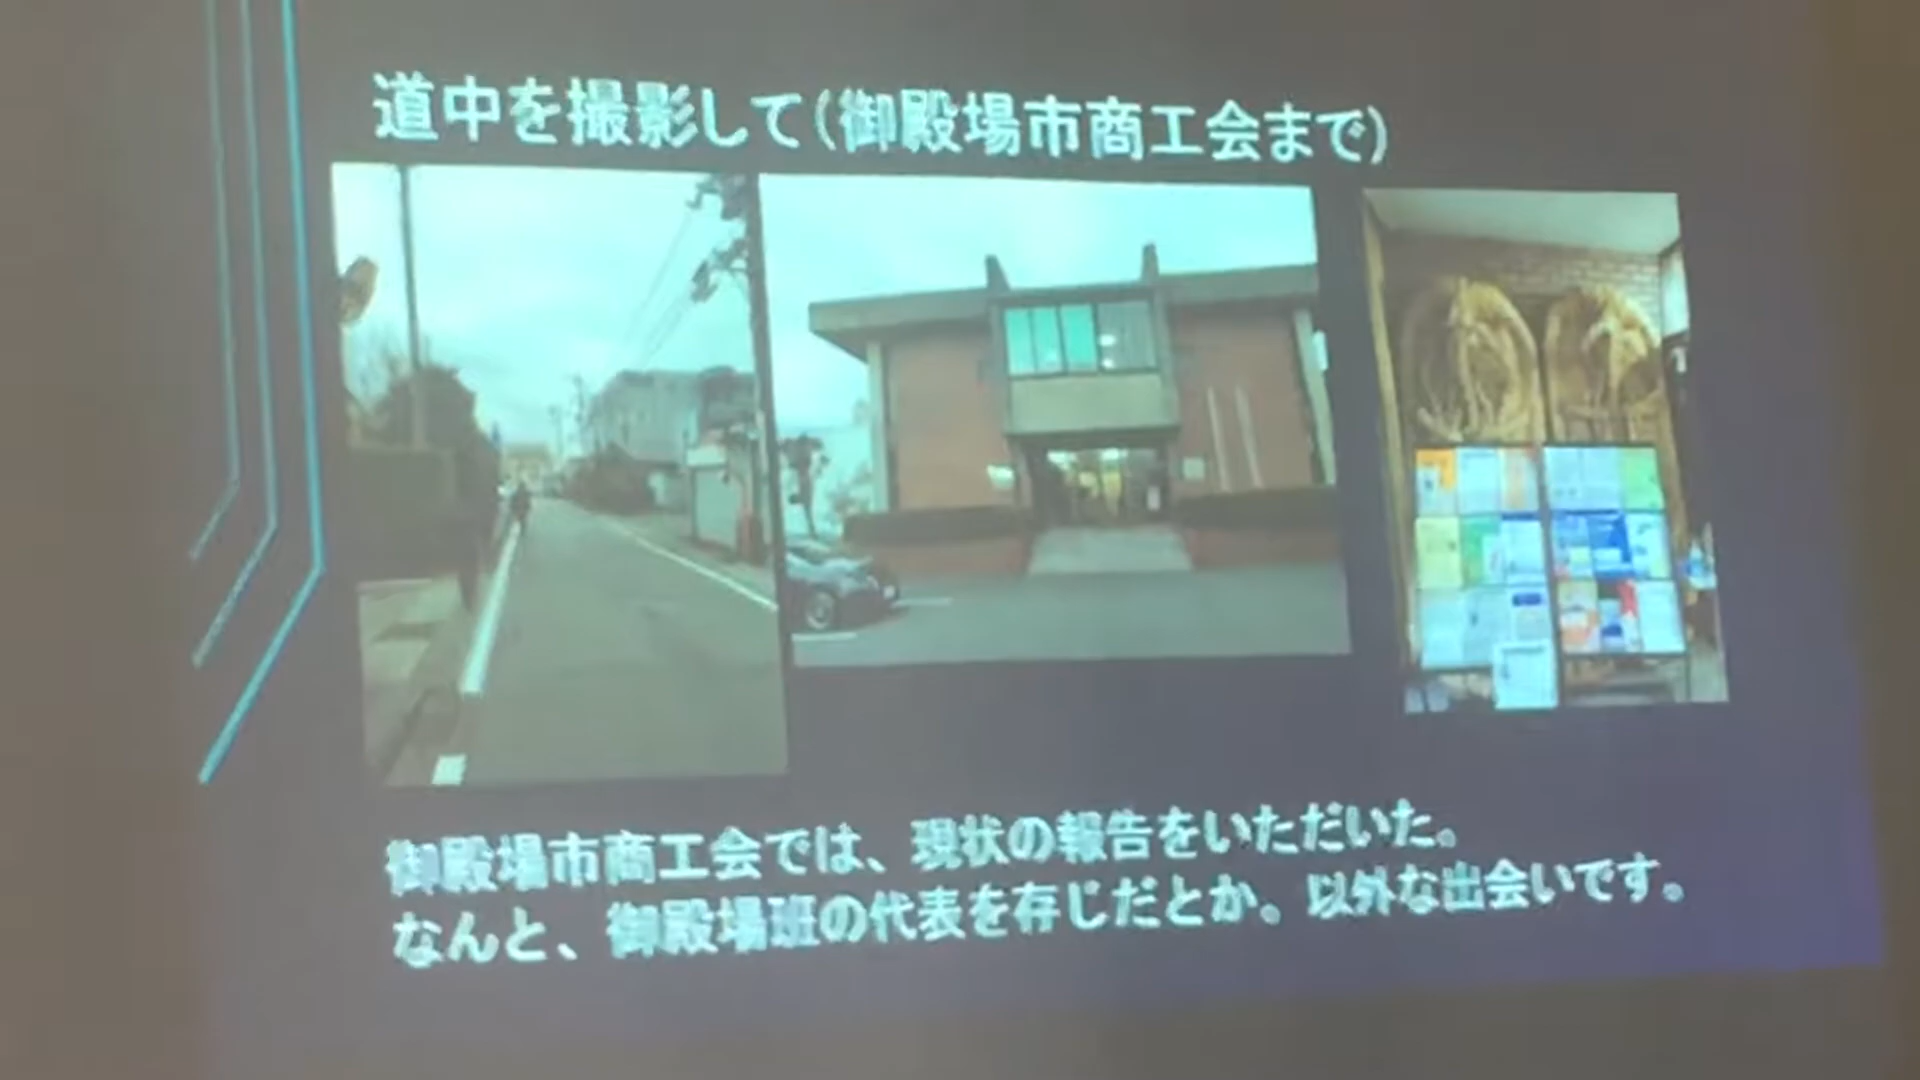 道中を撮影して(御殿場市商工会まで)
御殿場市商工会では、現状の報告をいただいた。
なんと、御殿場班の代表を存じだとか。以外な出会いです。